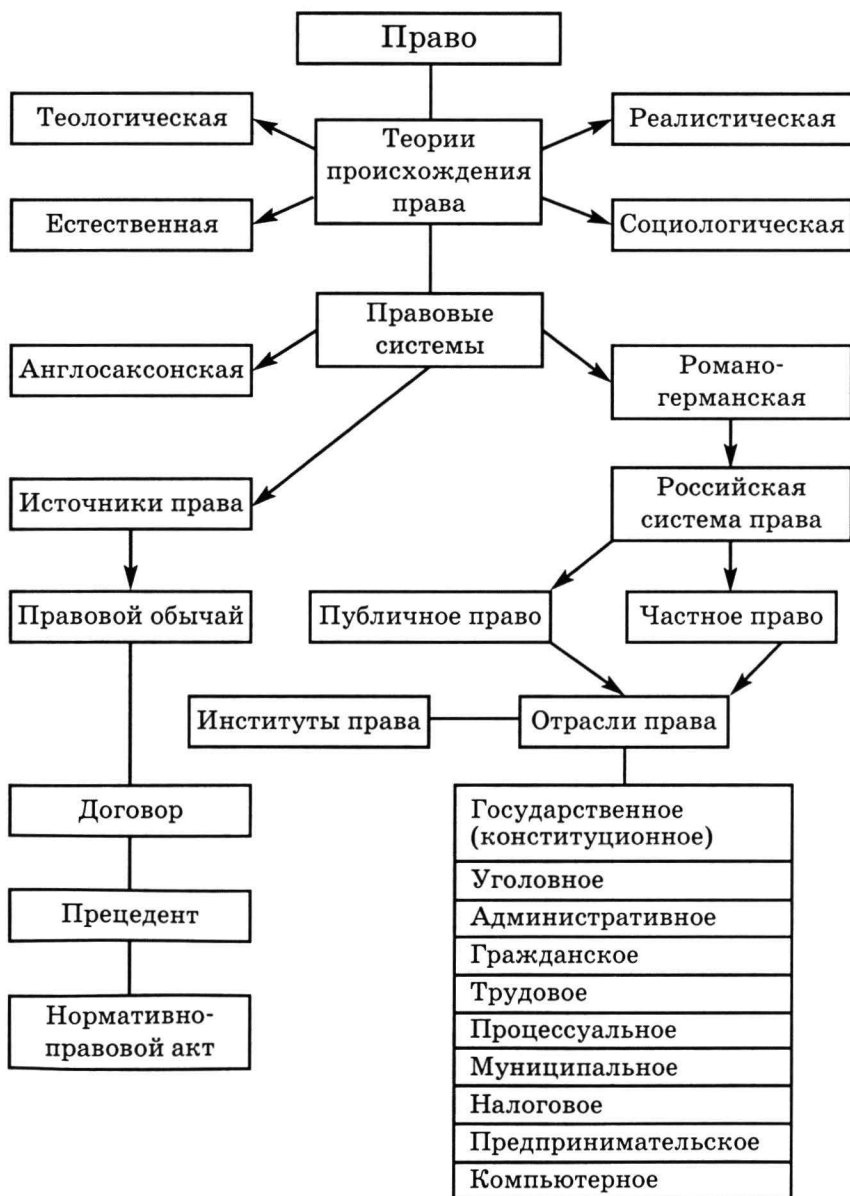 Право
Теологическая
Теории
происхождения
права
Реалистическая
Естественная
Социологическая
Правовые
системы
Англосаксонская
Романо-
германская
Источники права
Российская
система права
Правовой обычай
Публичное право
Частное право
Институты права
Отрасли права
Договор
Прецедент
Нормативно-
правовой акт
Государственное
(конституционное)
Уголовное
Административное
Гражданское
Трудовое
Процессуальное
Муниципальное
Налоговое
Предпринимательское
Компьютерное